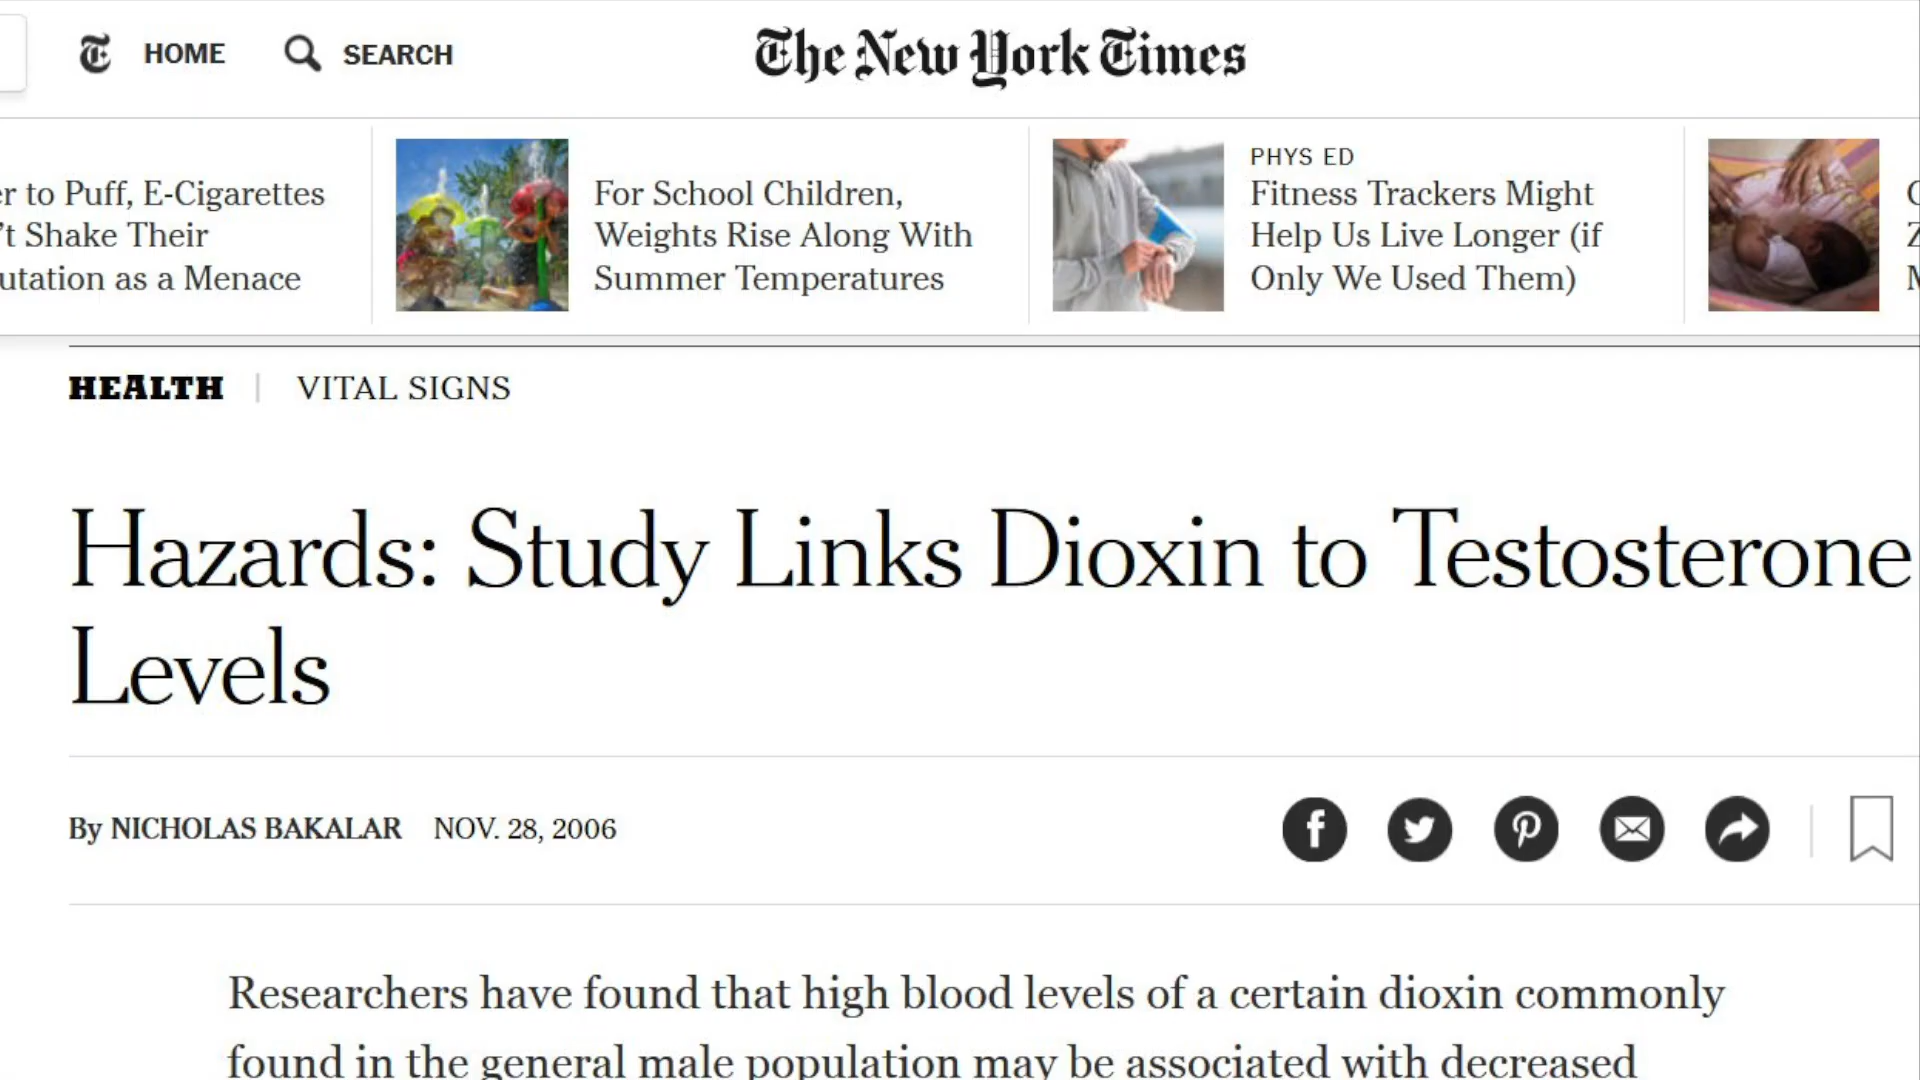 HOME SEARCH The New York Times
er to Puff, E-Cigarettes
't Shake Their
utation as a Menace
For School Children,
Weights Rise Along With
Summer Temperatures
PHYS ED
Fitness Trackers Might
Help Us Live Longer (if
Only We Used Them)
HEALTH | VITAL SIGNS
Hazards: Study Links Dioxin to Testosterone
Levels
By NICHOLAS BAKALAR NOV. 28, 2006
Researchers have found that high blood levels of a certain dioxin commonly
found in the general male population may be associated with decreased